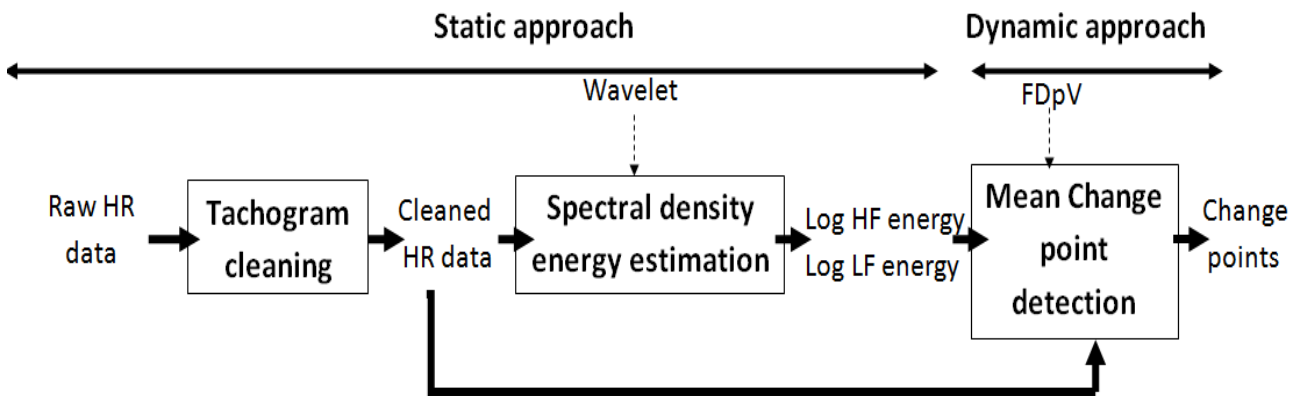 Static approach
Dynamic approach
Wavelet
FDpV
Raw HR
data
Tachogram
cleaning
Cleaned
HR data
Spectral density
energy estimation
Log HF energy
Log LF energy
Mean Change
point
detection
Change
points